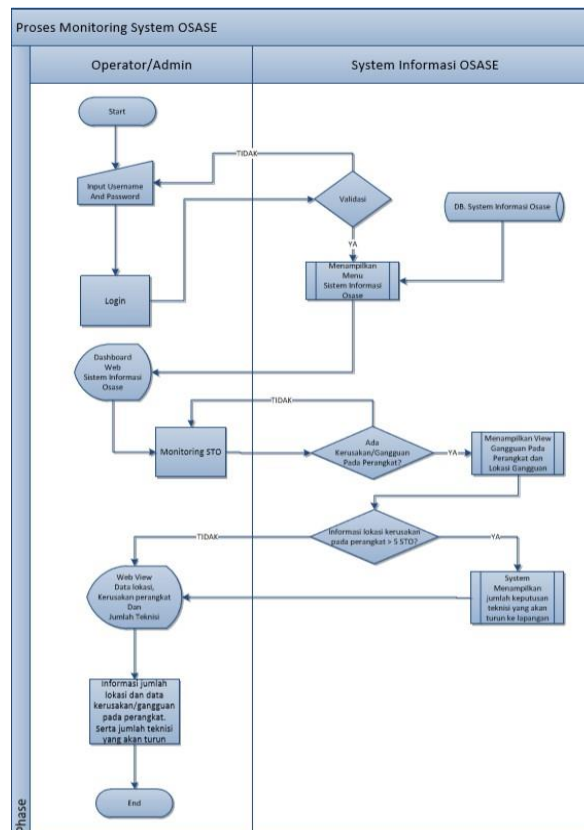 Proses Monitoring System OSASE
Operator/Admin
System Informasi OSASE
Start
TIDAK
Input Username
And Password
Validasi
DB. System Informasi Osase
YA
Login
Menampilkan
Menu
Sistem Informasi
Osase
Dashboard
Web
Sistem Informasi
Osase
TIDAK
Monitoring STO
Ada
Kerusakan/Gangguan
Pada Perangkat?
YA
Menampilkan View
Gangguan Pada
Perangkat dan
Lokasi Gangguan
Informasi lokasi kerusakan
pada perangkat > 5 STO?
TIDAK
YA
Web View
Data lokasi,
Kerusakan perangkat
Dan
Jumlah Teknisi
System
Menampilkan
jumlah keputusan
teknisi yang akan
turun ke lapangan
Informasi jumlah
lokasi dan data
kerusakan/gangguan
pada perangkat.
Serta jumlah teknisi
yang akan turun
End
Phase